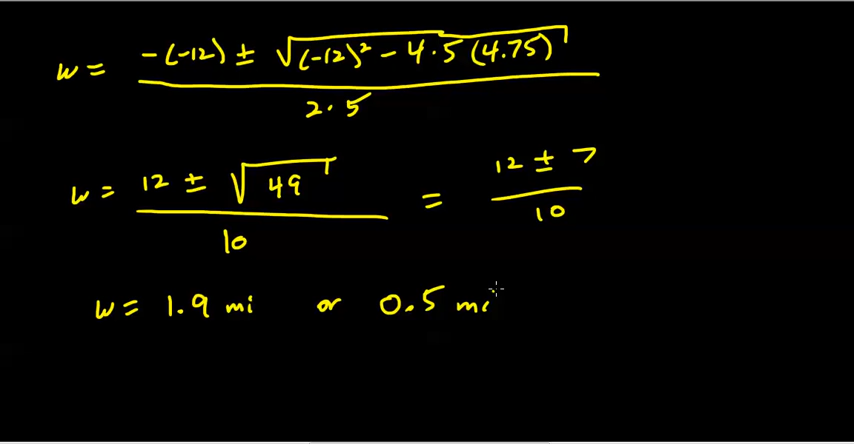 w = (-(-12) ± √((-12)² - 4·5(4.75))) / (2·5)
w = (12 ± √49) / 10 = (12 ± 7) / 10
w = 1.9 mi or 0.5 mi